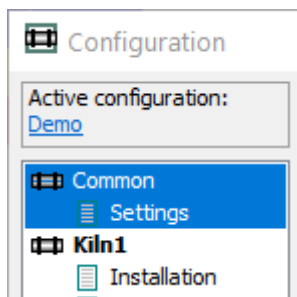 Configuration
Active configuration:
Demo
Common
Settings
Kiln1
Installation